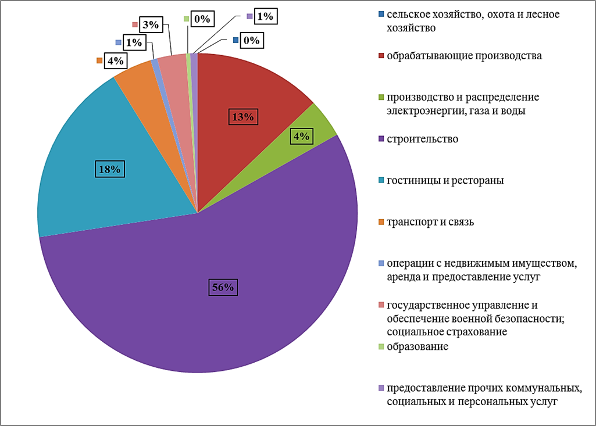 3%
0%
1%
1%
0%
4%
13%
4%
18%
56%
сельское хозяйство, охота и лесное
хозяйство
обрабатывающие производства
производство и распределение
электроэнергии, газа и воды
строительство
гостиницы и рестораны
транспорт и связь
операции с недвижимым имуществом,
аренда и предоставление услуг
государственное управление и
обеспечение военной безопасности;
социальное страхование
образование
предоставление прочих коммунальных,
социальных и персональных услуг